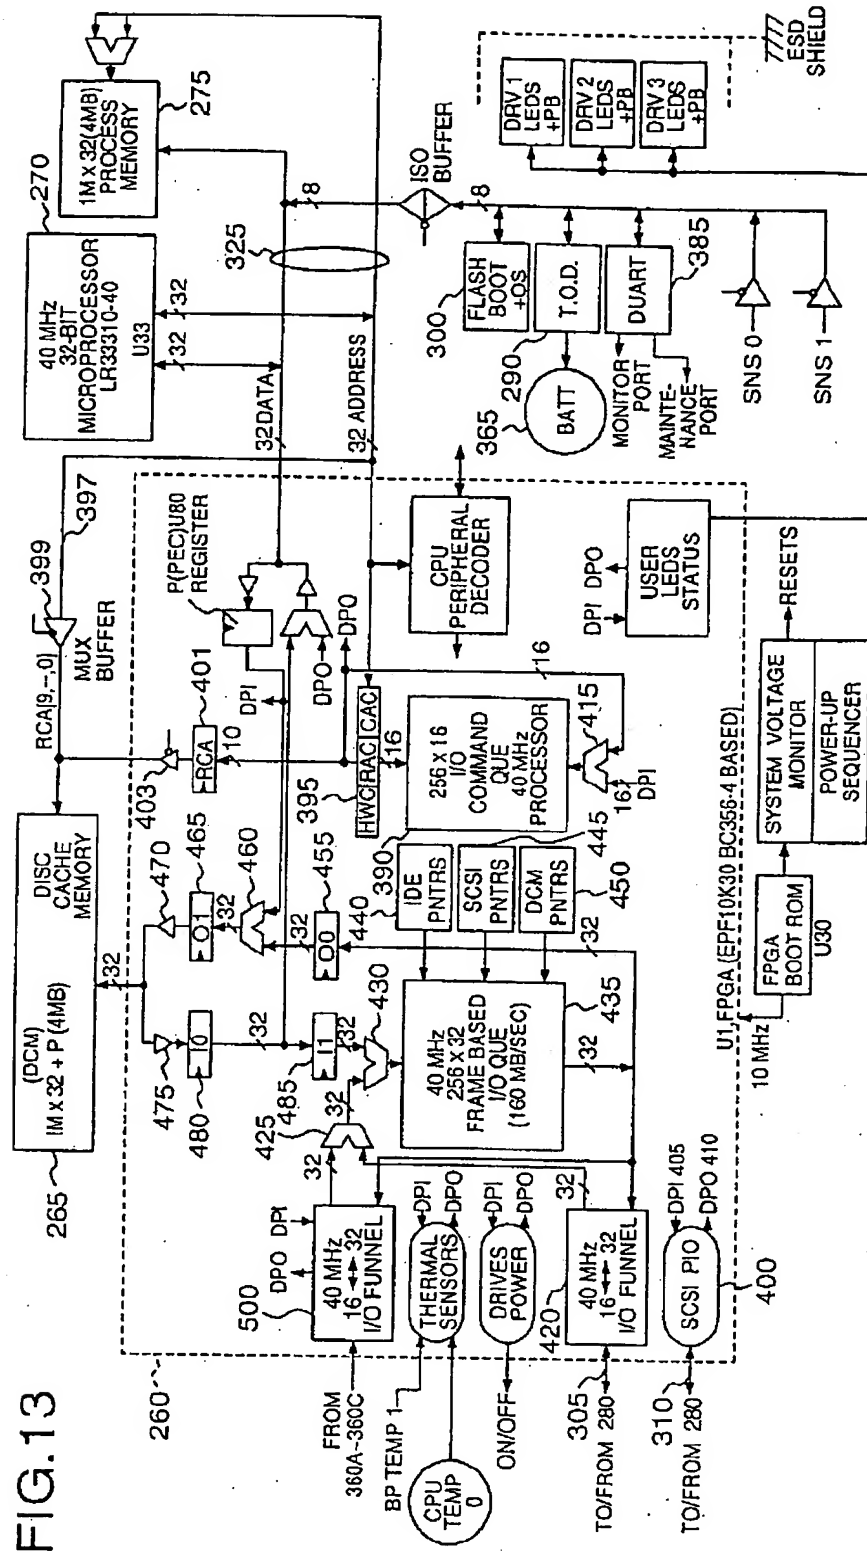 FIG.13
265
(DCM)
DISC
CACHE
MEMORY
1M x 32 + P (4MB)
RCA[9,--,0]
399
397
MUX
BUFFER
40 MHz
32-BIT
MICROPROCESSOR
LR33310-40
U33
270
1M x 32(4MB)
PROCESS
MEMORY
275
32
32
32 DATA
32 ADDRESS
325
8
ISO
BUFFER
8
260
475
470
32
403
480
I0
O1
465
RCA
401
10
32
32
460
DPI
P(PEC)U80
REGISTER
DPO
DPO
485
I1
O0
455
32
32
430
425
32
32
DPO
DPI
500
40 MHz
16 ↔ 32
I/O FUNNEL
FROM
360A~360C
395
HWC
RAC
CAC
16
16
390
256 x 16
I/O
COMMAND
QUE
40 MHz
PROCESSOR
415
16
DPI
CPU
PERIPHERAL
DECODER
440
IDE
PNTRS
SCSI
PNTRS
445
DCM
PNTRS
450
32
40 MHz
256 x 32
FRAME BASED
I/O QUE
(160 MB/SEC)
435
32
BP TEMP 1
CPU
TEMP
0
THERMAL
SENSORS
DPI
DPO
DRIVES
POWER
DPI
DPO
ON/OFF
32
420
40 MHz
16 ↔ 32
I/O FUNNEL
305
TO/FROM 280
310
TO/FROM 280
SCSI PIO
400
DPI 405
DPO 410
DPI DPO
USER
LEDS
STATUS
U1,FPGA (EPF10K30 BC356-4 BASED)
10 MHz
FPGA
BOOT ROM
U30
SYSTEM VOLTAGE
MONITOR
POWER-UP
SEQUENCER
RESETS
300
FLASH
BOOT
+OS
290
T.O.D.
365
BATT
DUART
385
MONITOR
PORT
MAINTE-
NANCE
PORT
SNS 0
SNS 1
DRV 1
LEDS
+PB
DRV 2
LEDS
+PB
DRV 3
LEDS
+PB
ESD
SHIELD